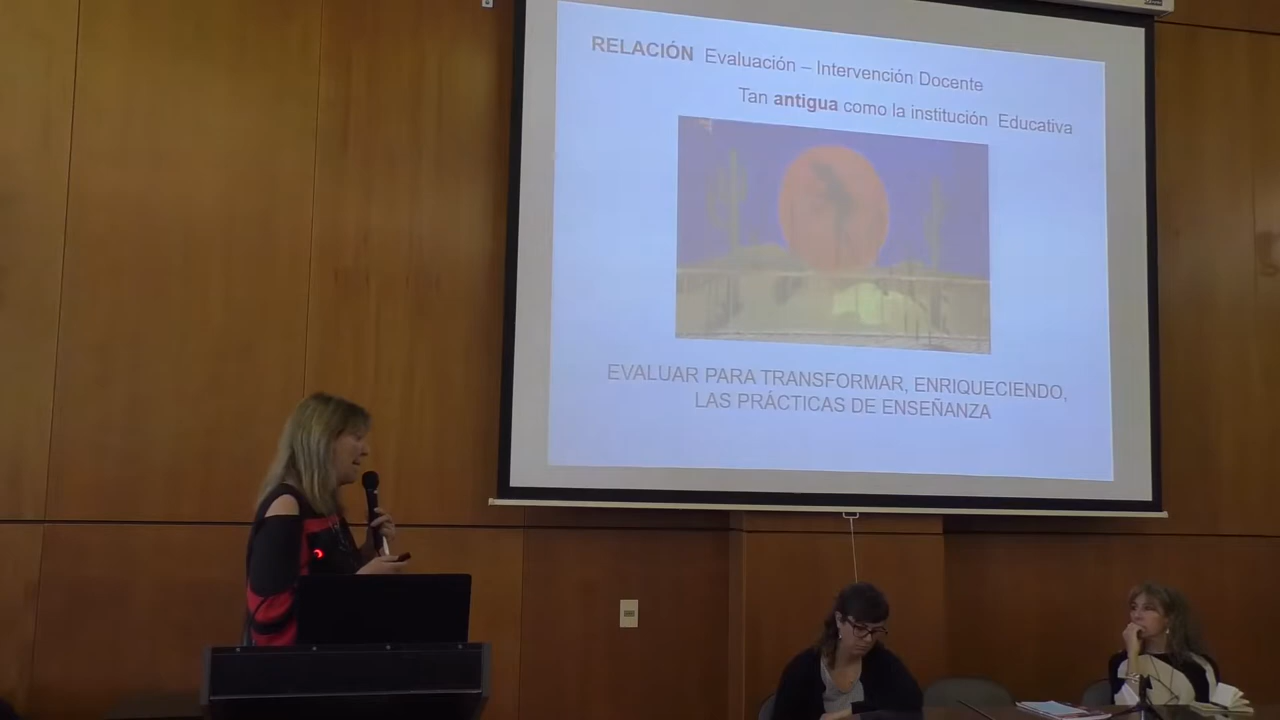 RELACIÓN Evaluación – Intervención Docente
Tan antigua como la institución Educativa
EVALUAR PARA TRANSFORMAR, ENRIQUECIENDO,
LAS PRÁCTICAS DE ENSEÑANZA